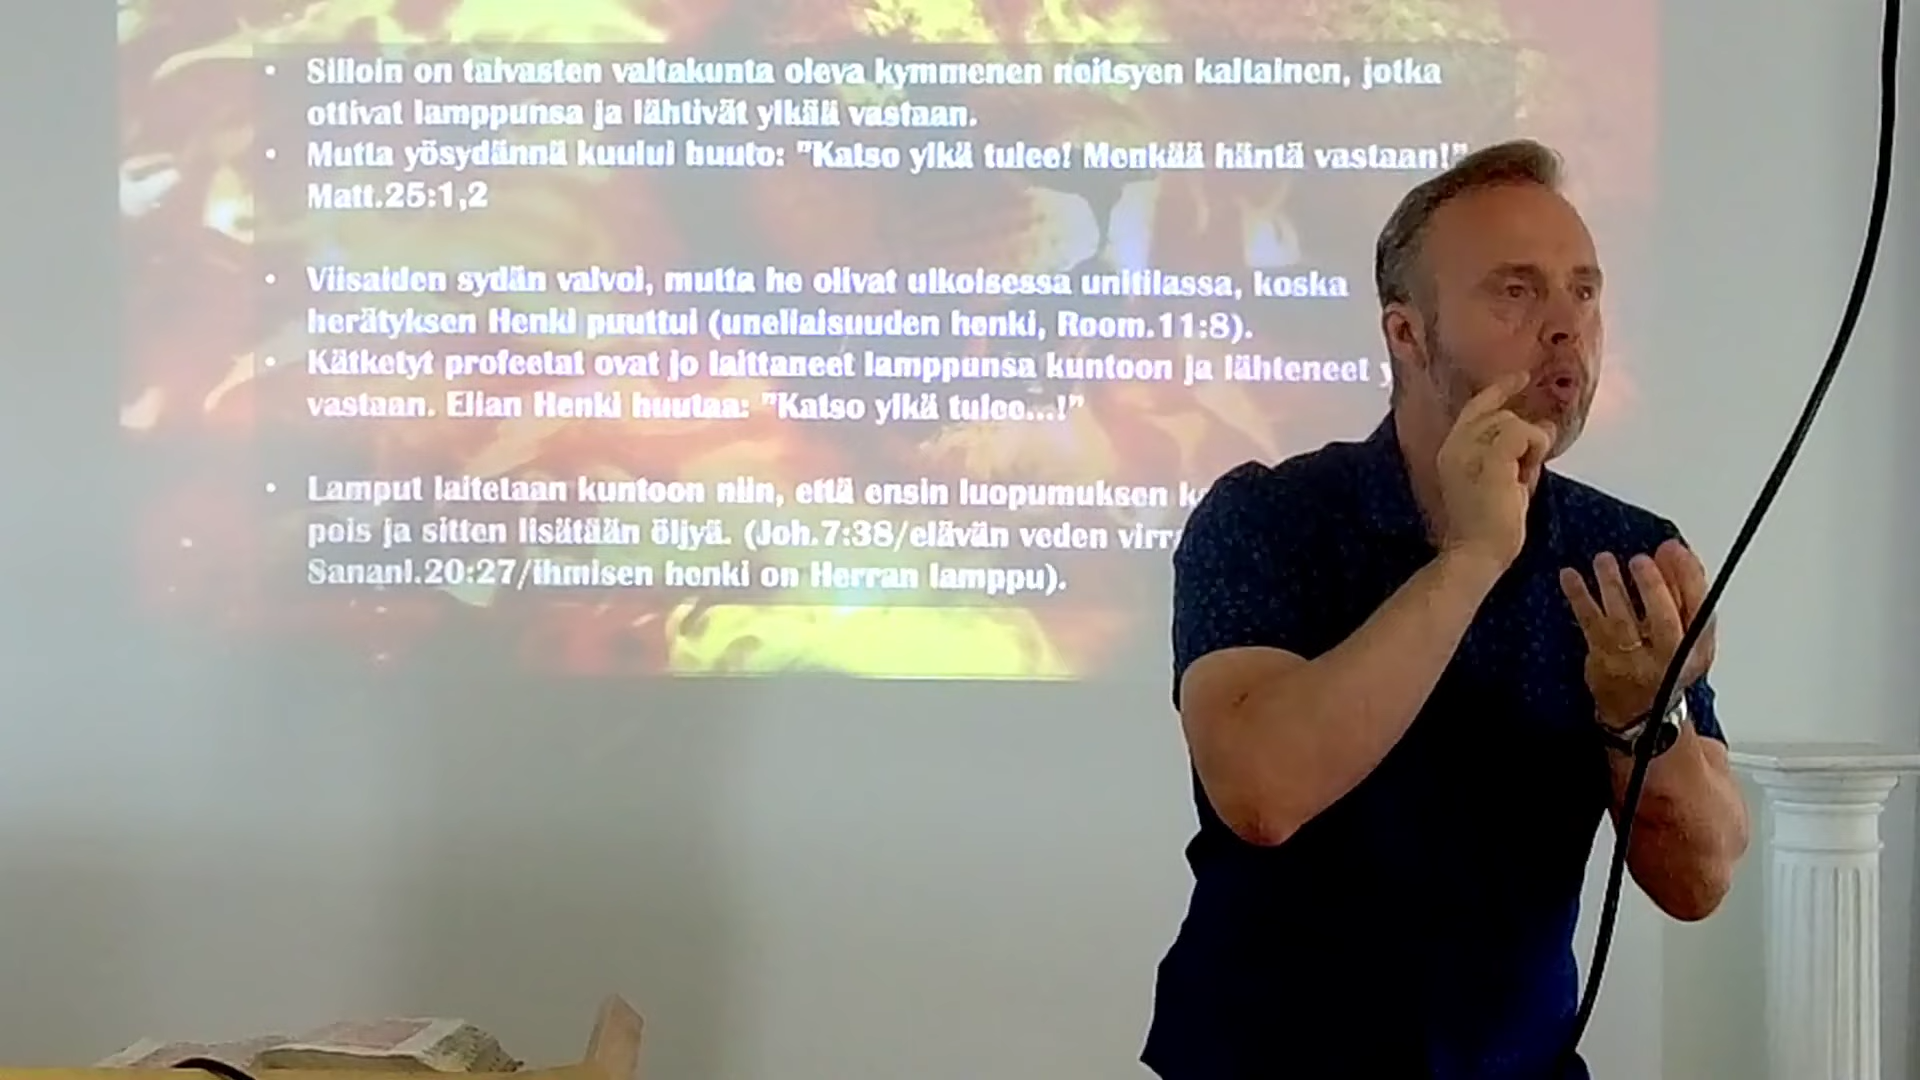 • Silloin on taivasten valtakunta oleva kymmenen neitsyen kaltainen, jotka
ottivat lamppunsa ja lähtivät ylkää vastaan.
• Mutta yösydännä kuului huuto: "Katso ylkä tulee! Menkää häntä vastaan!"
Matt.25:1,2
• Viisaiden sydän valvoi, mutta he olivat ulkoisessa unitilassa, koska
herätyksen Henki puuttui (uneliaisuuden henki, Room.11:8).
• Kätketyt profeetat ovat jo laittaneet lamppunsa kuntoon ja lähteneet y
vastaan. Elian Henki huutaa: "Katso ylkä tulee...!"
• Lamput laitetaan kuntoon niin, että ensin luopumuksen
pois ja sitten lisätään öljyä. (Joh.7:38/elävän veden
Sananl.20:27/ihmisen henki on Herran lamppu).